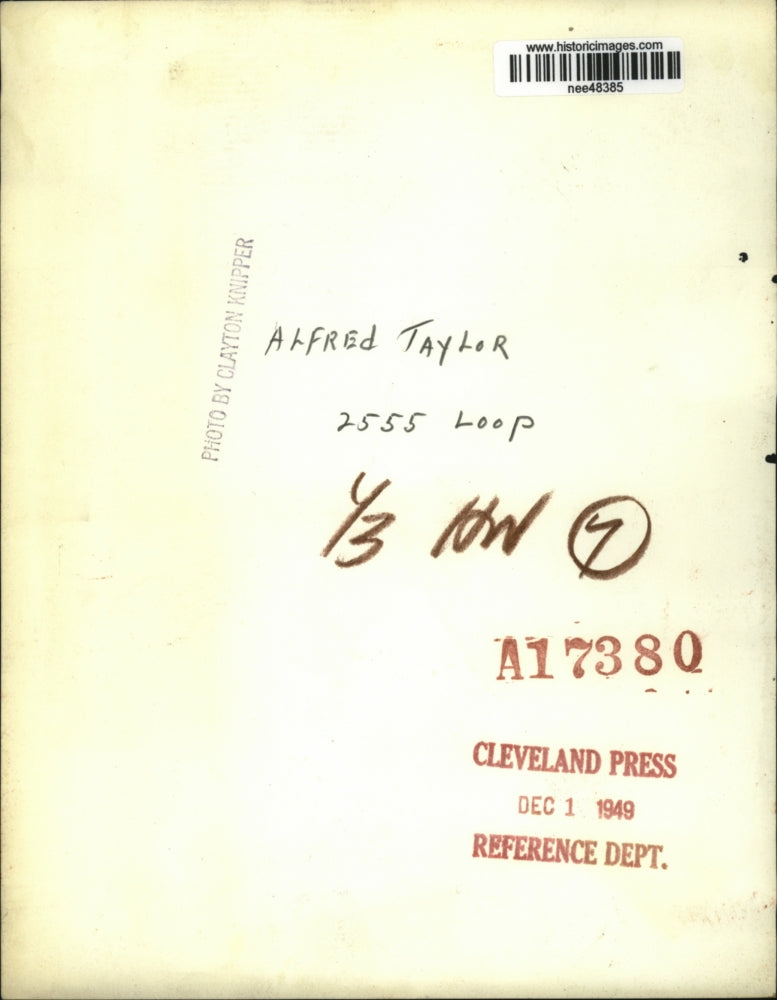 www.historicimages.com
nee48385
PHOTO BY CLAYTON KNIPPER
ALFREd TAYLOR
2555 LOOP
1/3 HW 7
A17380
CLEVELAND PRESS
DEC 1 1949
REFERENCE DEPT.